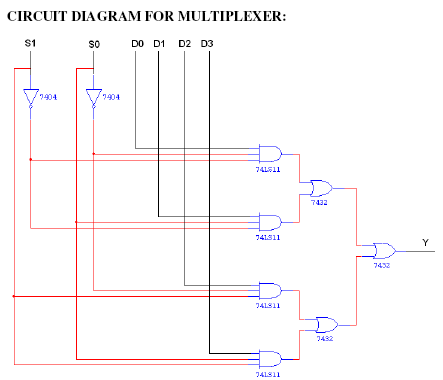 CIRCUIT DIAGRAM FOR MULTIPLEXER:
S1 S0 D0 D1 D2 D3
7404 7404
74LS11
7432
74LS11
Y
7432
74LS11
7432
74LS11